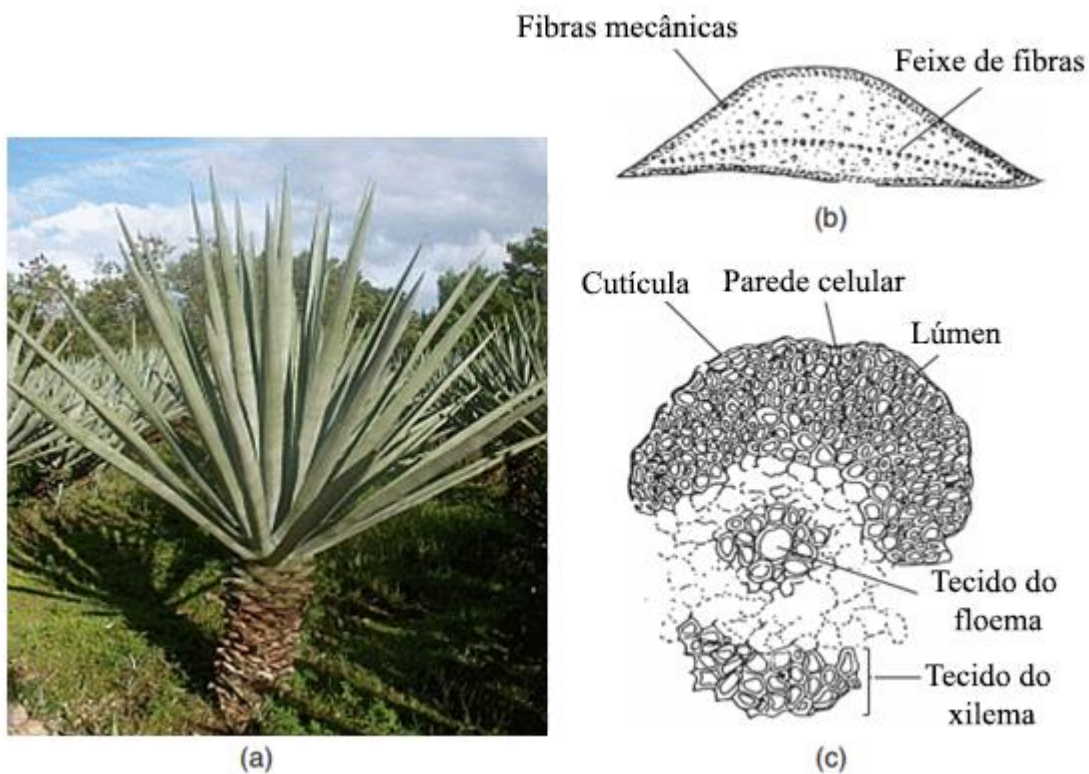 Fibras mecânicas
Feixe de fibras
(b)
Cutícula
Parede celular
Lúmen
Tecido do
floema
Tecido do
xilema
(a)
(c)